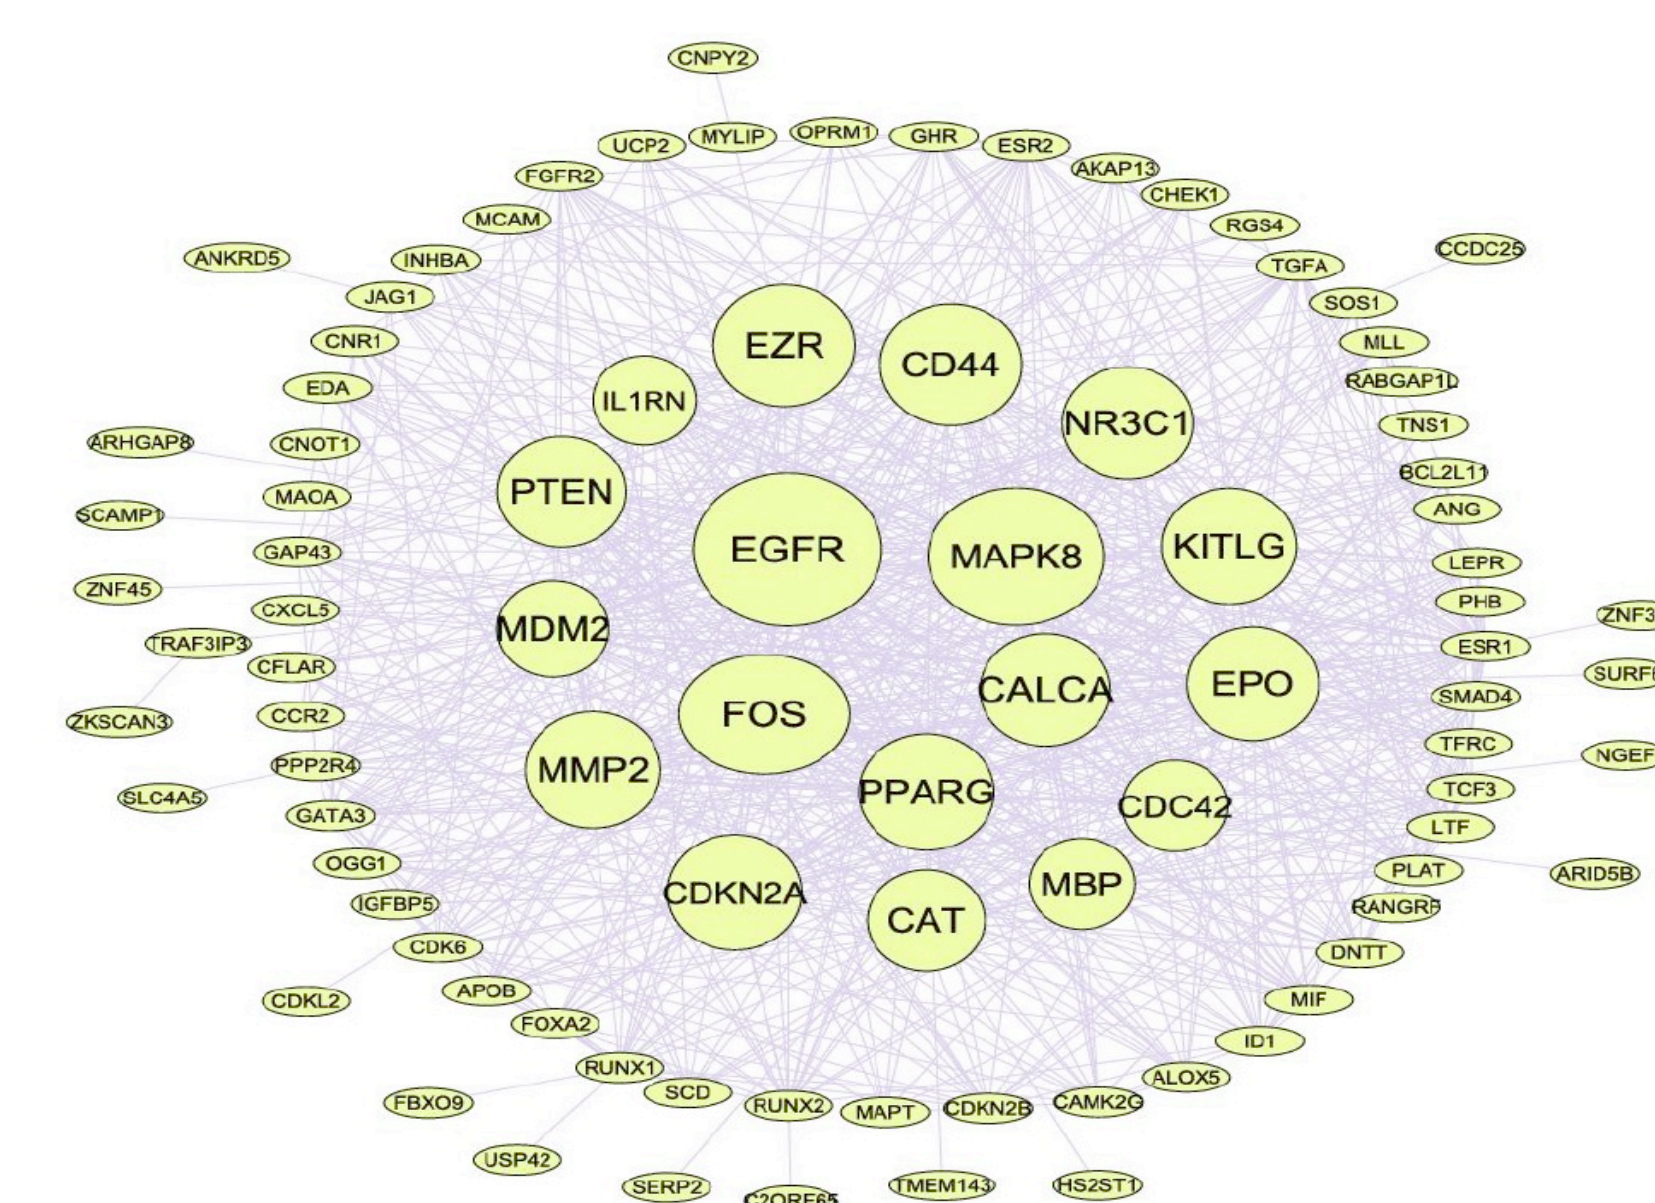 CNPY2
OPRM1
GHR
MYLIP
UCP2
ESR2
AKAP13
FGFR2
CHEK1
MCAM
RGS4
CCDC25
ANKRD5
INHBA
TGFA
JAG1
SOS1
CNR1
EZR
MLL
CD44
RABGAP1L
EDA
IL1RN
NR3C1
TNS1
ARHGAP8
CNOT1
BCL2L11
PTEN
MAOA
ANG
SCAMP1
KITLG
EGFR
GAP43
MAPK8
LEPR
ZNF45
PHB
CXCL5
ZNF3
MDM2
TRAF3IP3
ESR1
CFLAR
SURF6
EPO
CALCA
SMAD4
FOS
CCR2
ZKSCAN3
TFRC
NGEF
PPP2R4
MMP2
TCF3
PPARG
SLC4A5
CDC42
GATA3
LTF
OGG1
PLAT
ARID5B
MBP
CDKN2A
IGFBP5
RANGRF
CAT
CDK6
DNTT
APOB
MIF
CDKL2
FOXA2
ID1
RUNX1
ALOX5
SCD
FBXO9
CAMK2G
RUNX2
CDKN2B
MAPT
USP42
SERP2
TMEM143
HS2ST1
C2ORF65